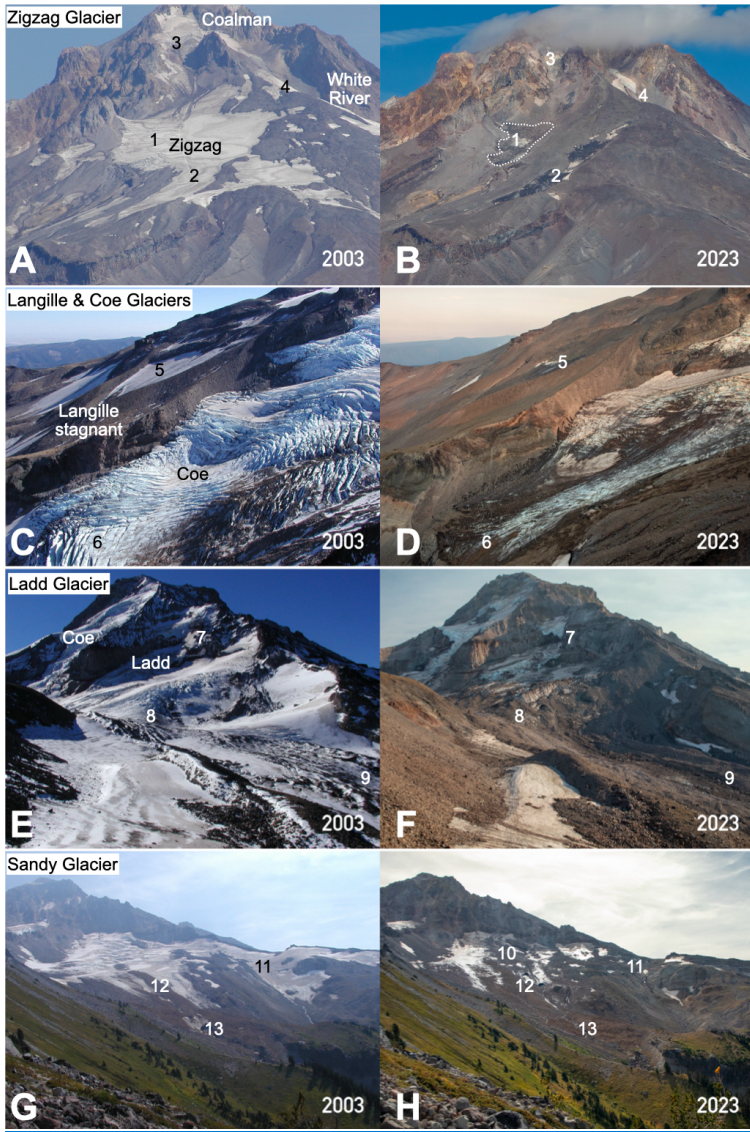 Zigzag Glacier
Coalman
3
4
White
River
1
Zigzag
2
A
2003
3
4
1
2
B
2023
Langille & Coe Glaciers
5
Langille
stagnant
Coe
6
C
2003
5
6
D
2023
Ladd Glacier
Coe
7
Ladd
8
9
E
2003
7
8
9
F
2023
Sandy Glacier
11
12
13
G
2003
10
11
12
13
H
2023